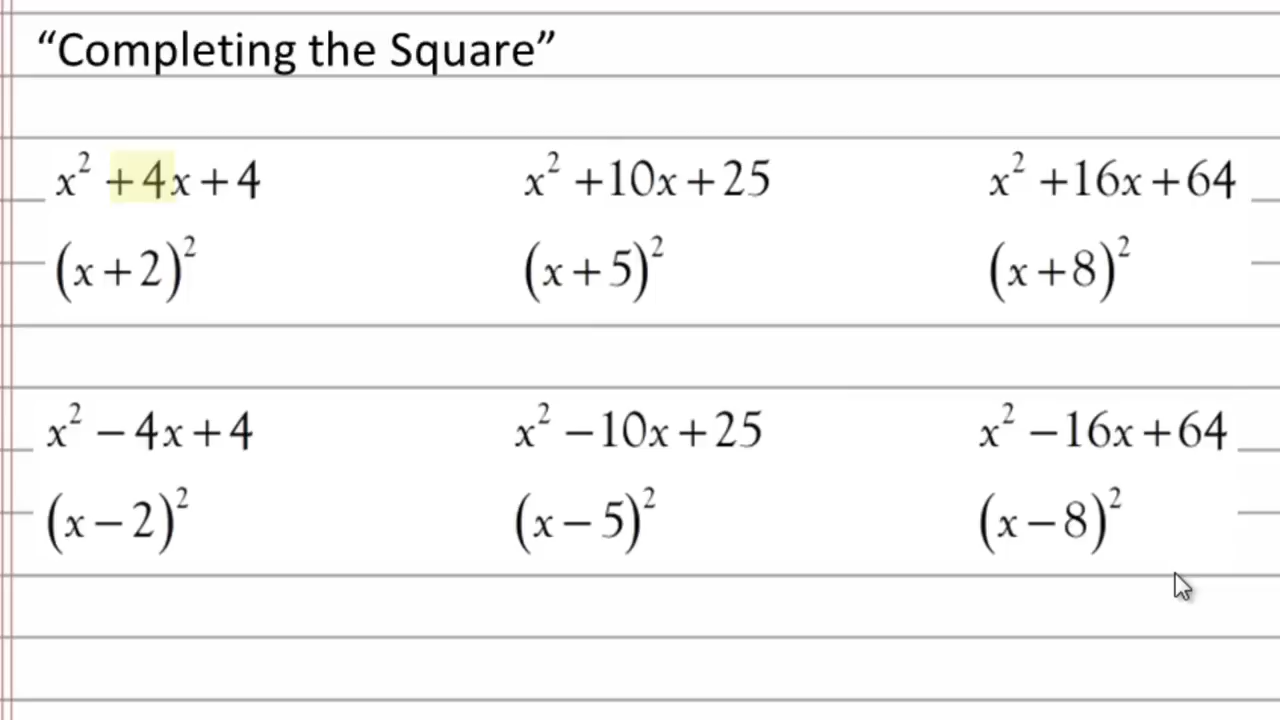 “Completing the Square”
x² +4x+4 x² +10x+25 x² +16x+64
(x+2)² (x+5)² (x+8)²
x² −4x+4 x² −10x+25 x² −16x+64
(x−2)² (x−5)² (x−8)²